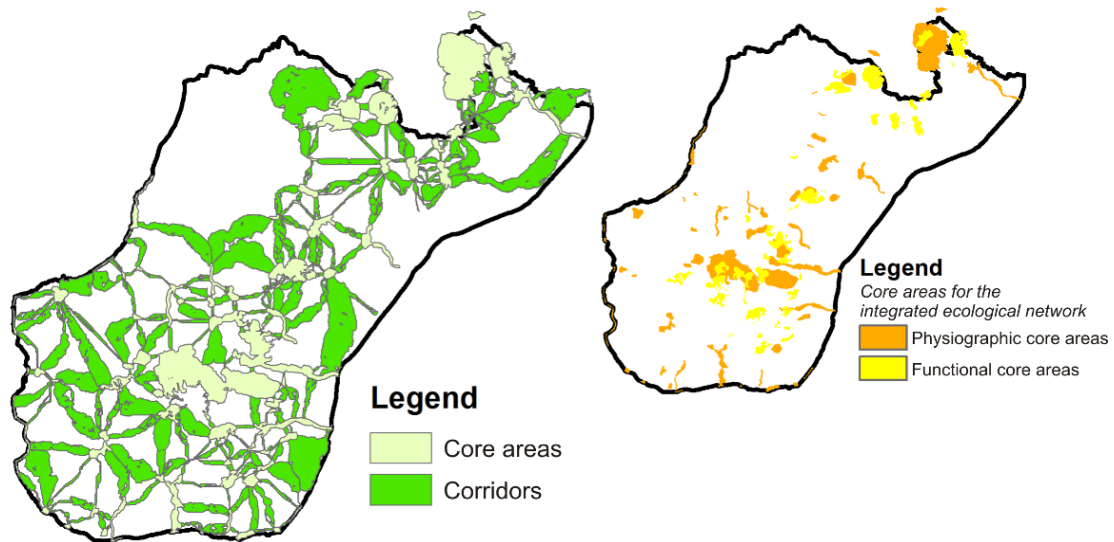 Legend
Core areas
Corridors
Legend
Core areas for the
integrated ecological network
Physiographic core areas
Functional core areas